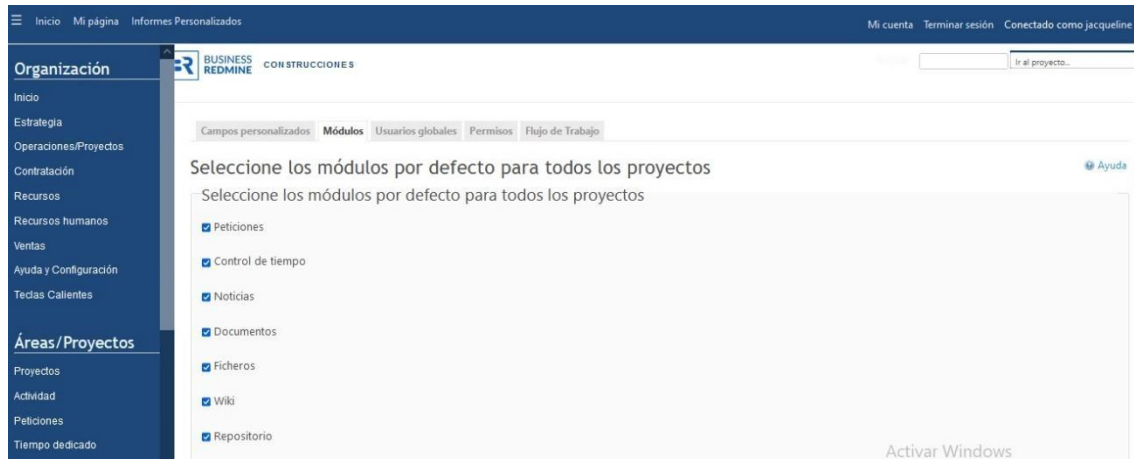 ☰ Inicio Mi página Informes Personalizados
Mi cuenta Terminar sesión Conectado como jacqueline
Organización
Inicio
Estrategia
Operaciones/Proyectos
Contratación
Recursos
Recursos humanos
Ventas
Ayuda y Configuración
Teclas Calientes
Áreas/Proyectos
Proyectos
Actividad
Peticiones
Tiempo dedicado
BUSINESS
REDMINE
CONSTRUCCIONES
Ir al proyecto...
Campos personalizados Módulos Usuarios globales Permisos Flujo de Trabajo
Seleccione los módulos por defecto para todos los proyectos
Ayuda
Seleccione los módulos por defecto para todos los proyectos
Peticiones
Control de tiempo
Noticias
Documentos
Ficheros
Wiki
Repositorio
Activar Windows